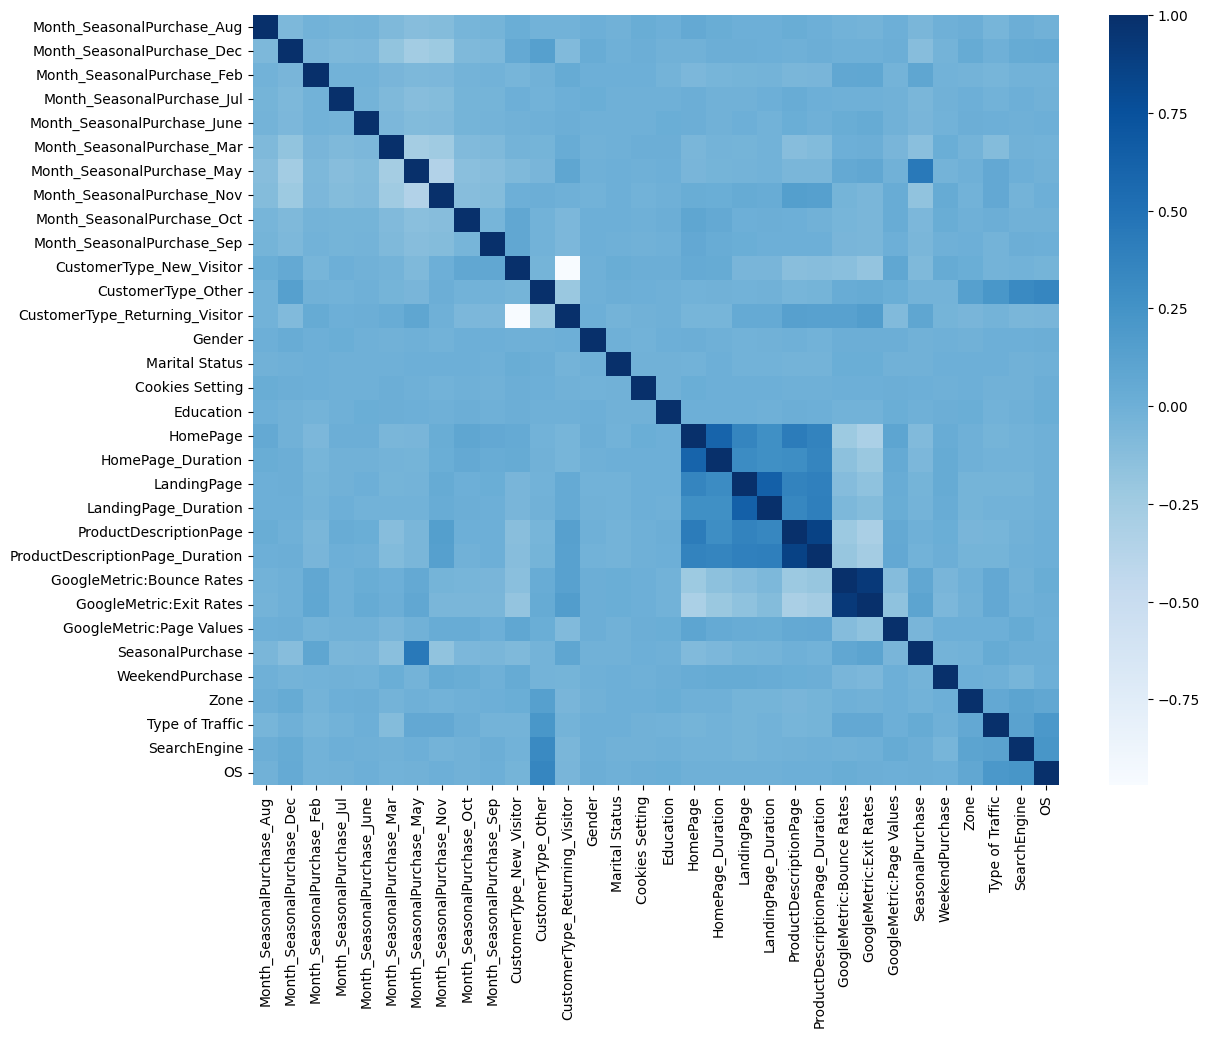 Month_SeasonalPurchase_Aug
Month_SeasonalPurchase_Dec
Month_SeasonalPurchase_Feb
Month_SeasonalPurchase_Jul
Month_SeasonalPurchase_June
Month_SeasonalPurchase_Mar
Month_SeasonalPurchase_May
Month_SeasonalPurchase_Nov
Month_SeasonalPurchase_Oct
Month_SeasonalPurchase_Sep
CustomerType_New_Visitor
CustomerType_Other
CustomerType_Returning_Visitor
Gender
Marital Status
Cookies Setting
Education
HomePage
HomePage_Duration
LandingPage
LandingPage_Duration
ProductDescriptionPage
ProductDescriptionPage_Duration
GoogleMetric:Bounce Rates
GoogleMetric:Exit Rates
GoogleMetric:Page Values
SeasonalPurchase
WeekendPurchase
Zone
Type of Traffic
SearchEngine
OS
Month_SeasonalPurchase_Aug
Month_SeasonalPurchase_Dec
Month_SeasonalPurchase_Feb
Month_SeasonalPurchase_Jul
Month_SeasonalPurchase_June
Month_SeasonalPurchase_Mar
Month_SeasonalPurchase_May
Month_SeasonalPurchase_Nov
Month_SeasonalPurchase_Oct
Month_SeasonalPurchase_Sep
CustomerType_New_Visitor
CustomerType_Other
CustomerType_Returning_Visitor
Gender
Marital Status
Cookies Setting
Education
HomePage
HomePage_Duration
LandingPage
LandingPage_Duration
ProductDescriptionPage
ProductDescriptionPage_Duration
GoogleMetric:Bounce Rates
GoogleMetric:Exit Rates
GoogleMetric:Page Values
SeasonalPurchase
WeekendPurchase
Zone
Type of Traffic
SearchEngine
OS
1.00
0.75
0.50
0.25
0.00
−0.25
−0.50
−0.75